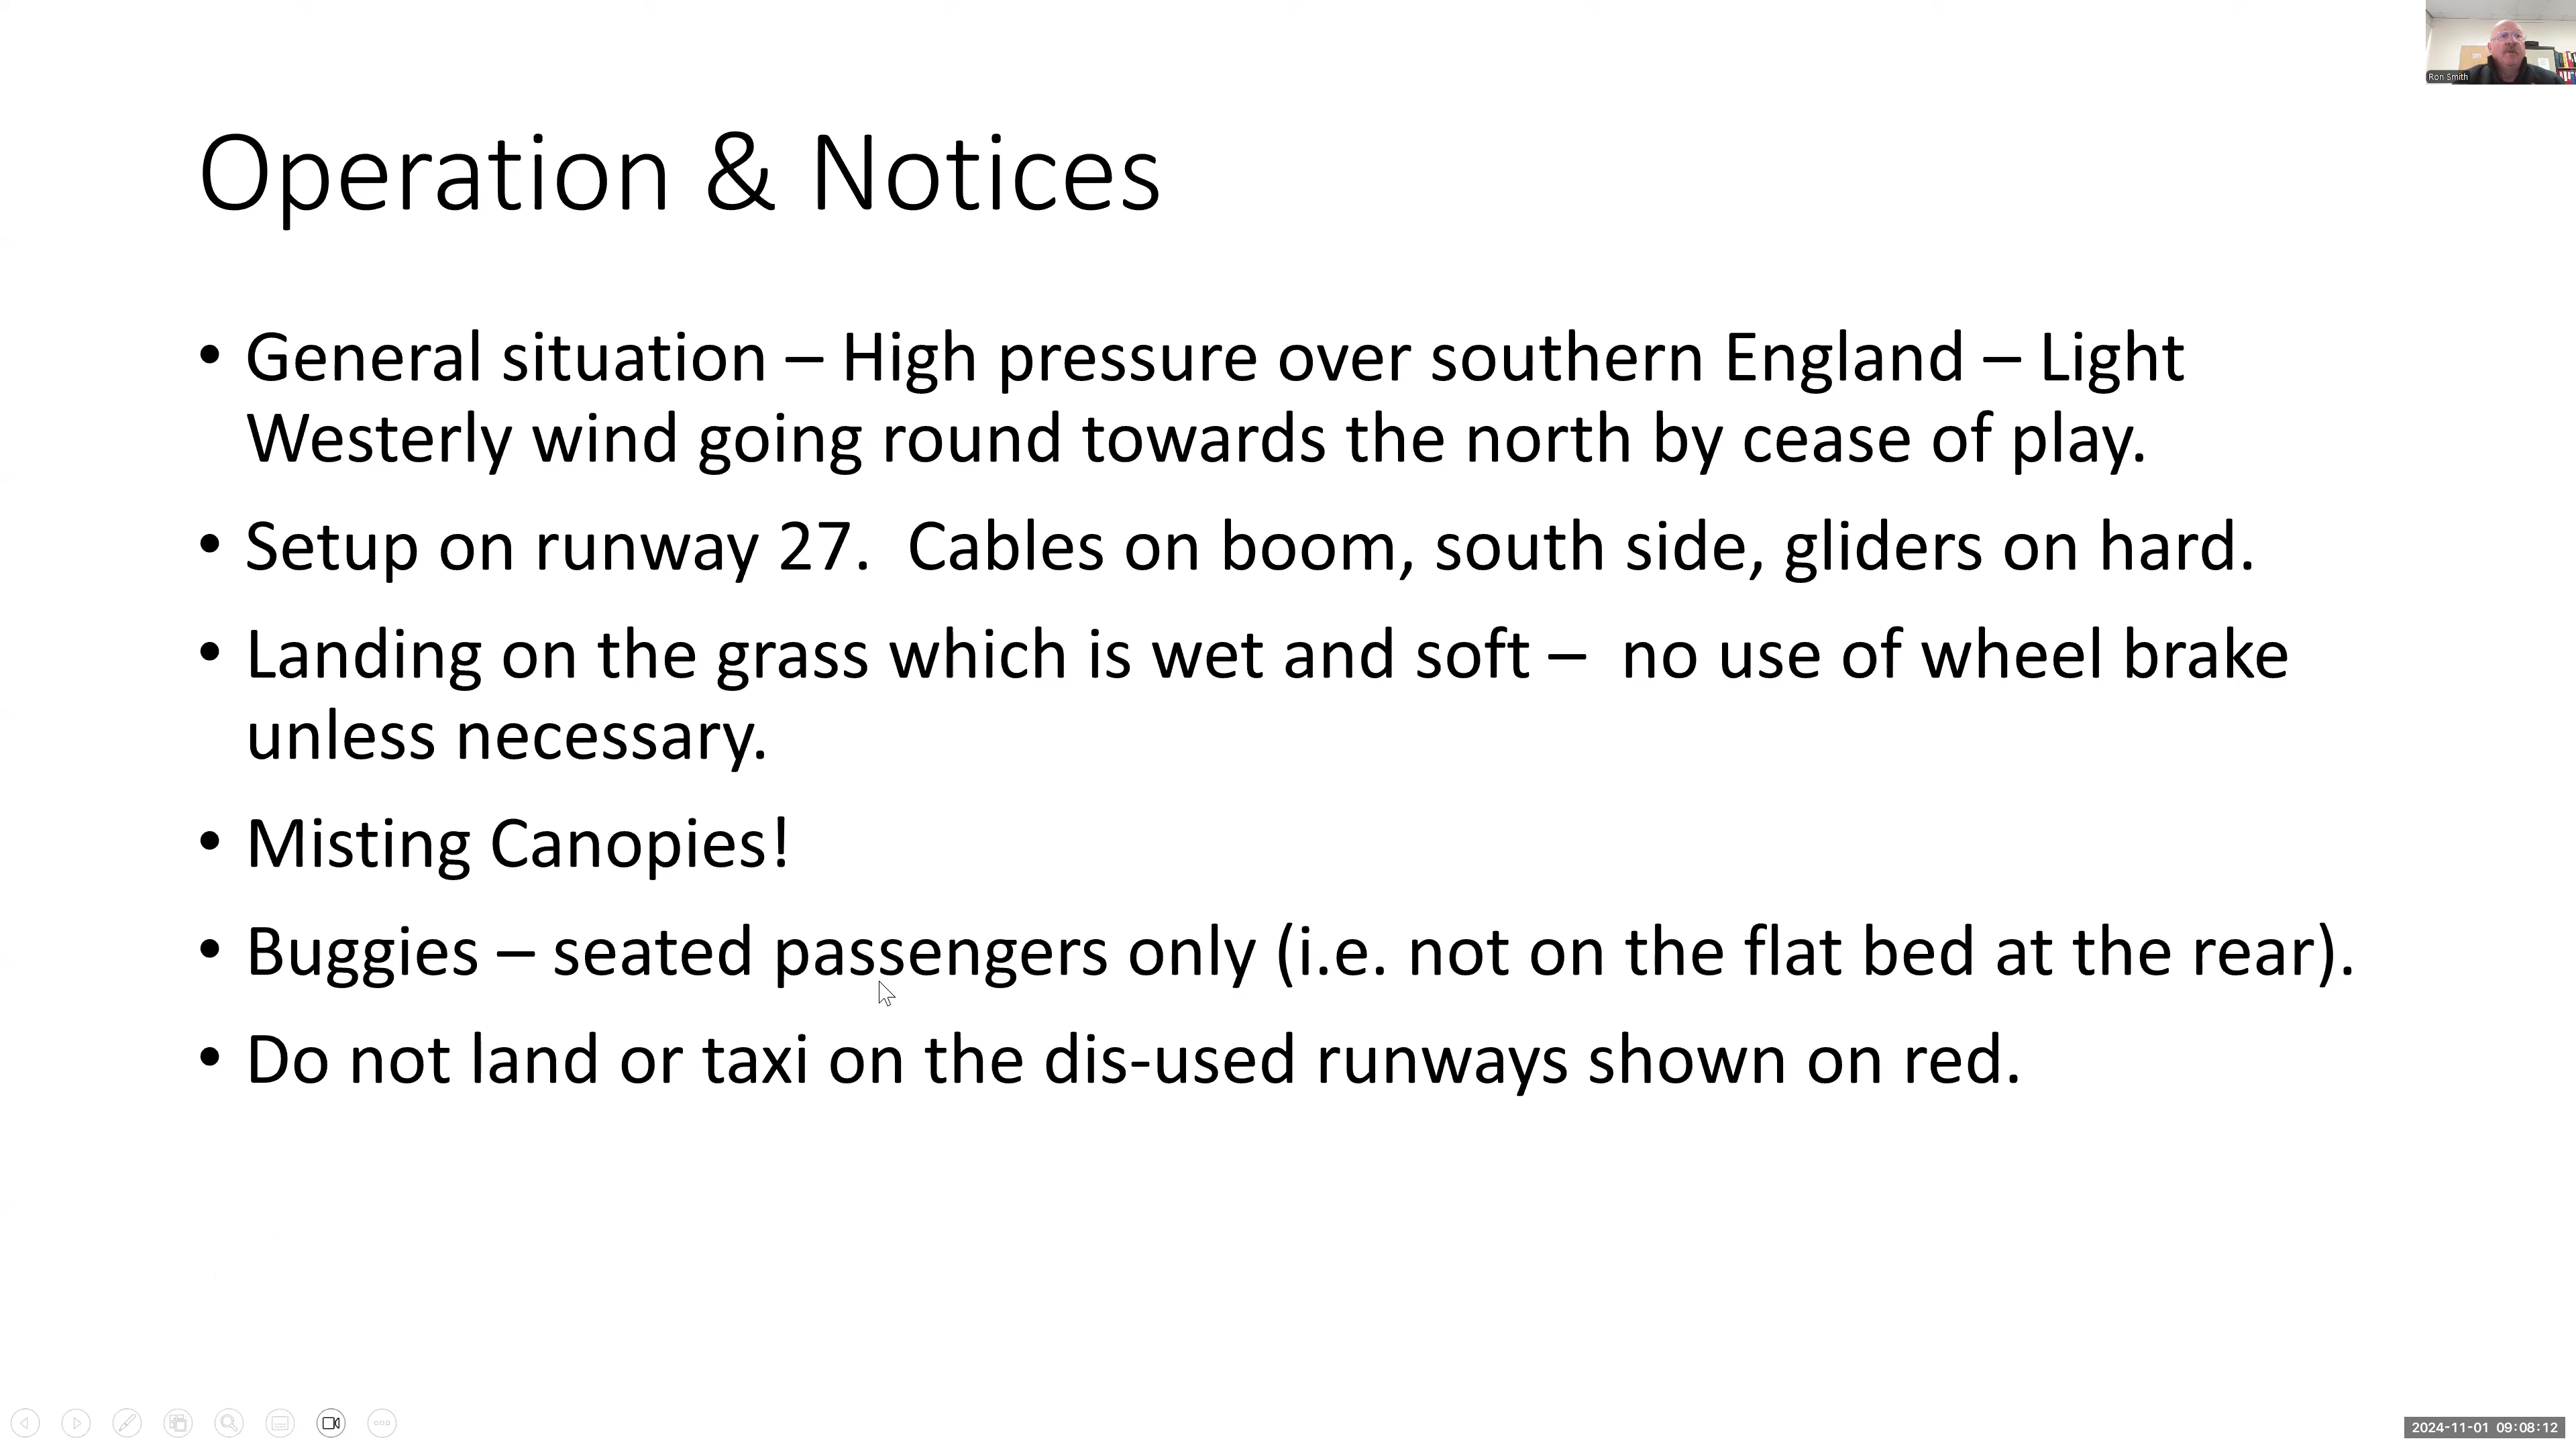 Ron Smith
Operation & Notices
• General situation – High pressure over southern England – Light
Westerly wind going round towards the north by cease of play.
• Setup on runway 27.  Cables on boom, south side, gliders on hard.
• Landing on the grass which is wet and soft –  no use of wheel brake
unless necessary.
• Misting Canopies!
• Buggies – seated passengers only (i.e. not on the flat bed at the rear).
• Do not land or taxi on the dis-used runways shown on red.
2024-11-01 09:08:12